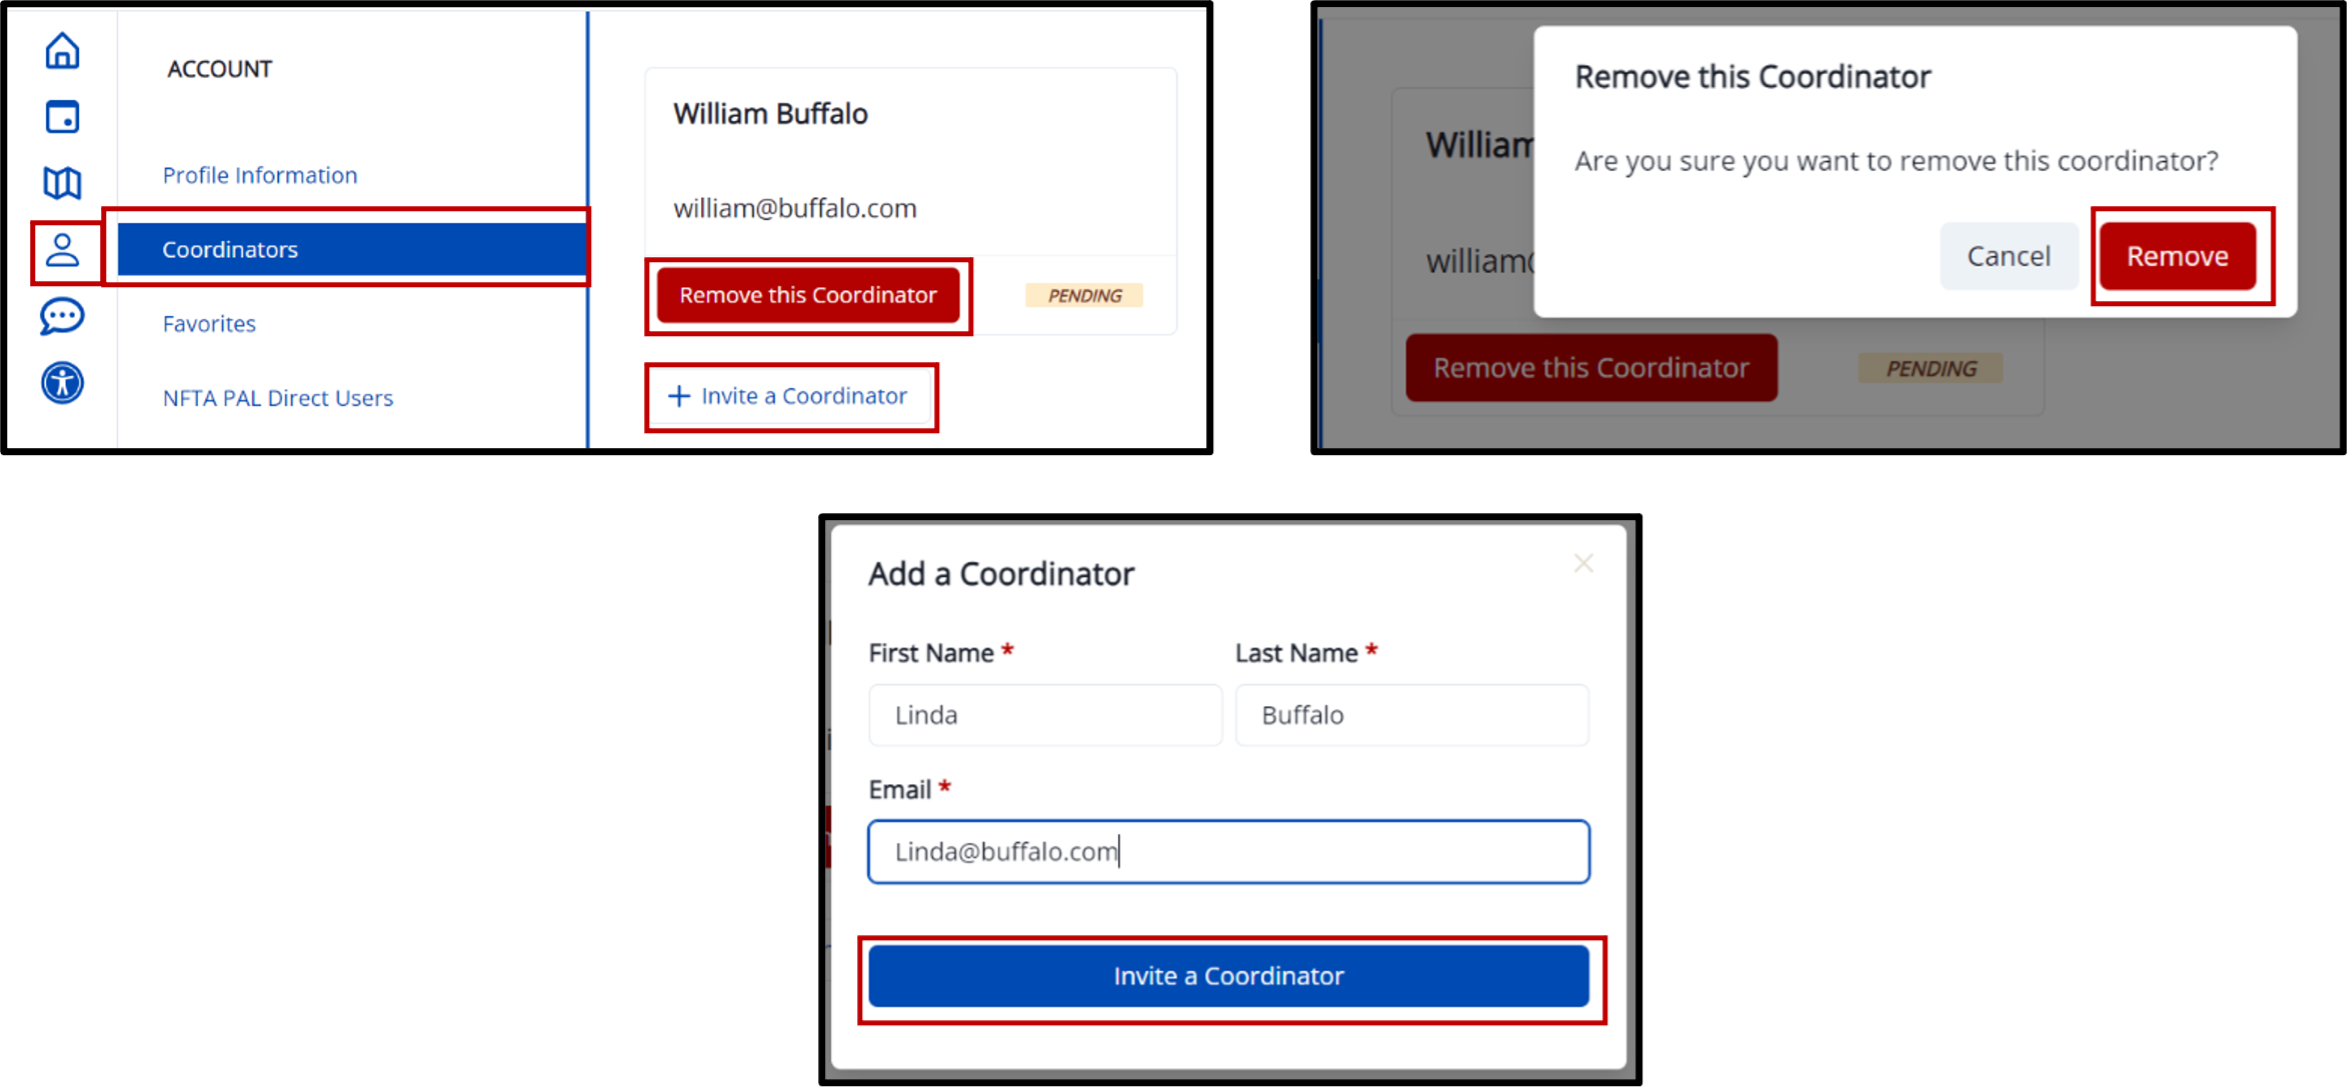 ACCOUNT
Profile Information
Coordinators
Favorites
NFTA PAL Direct Users
William Buffalo
william@buffalo.com
Remove this Coordinator
PENDING
+ Invite a Coordinator
Remove this Coordinator
Are you sure you want to remove this coordinator?
Cancel
Remove
William
william@
Remove this Coordinator
PENDING
Add a Coordinator
First Name *
Last Name *
Linda
Buffalo
Email *
Linda@buffalo.com
Invite a Coordinator